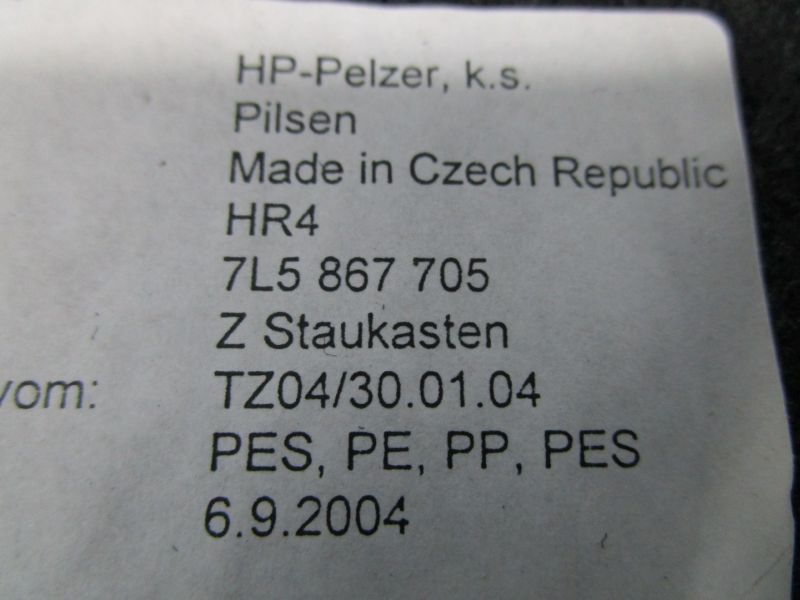 HP-Pelzer, k.s.
Pilsen
Made in Czech Republic
HR4
7L5 867 705
Z Staukasten
vom: TZ04/30.01.04
PES, PE, PP, PES
6.9.2004